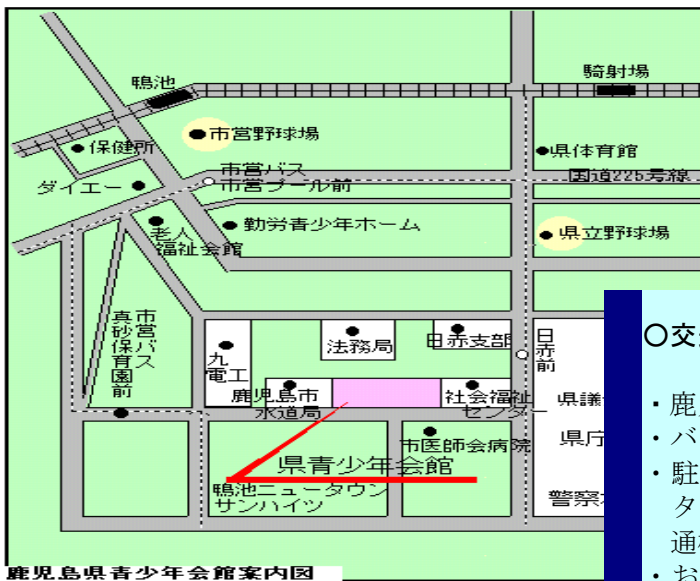 鴨池
騎射場
市営野球場
保健所
県体育館
市営バス
市営プール前
国道225号線
ダイエー
老人
福祉会館
勤労青少年ホーム
県立野球場
市営バス
真砂保育園前
九電工
法務局
日赤支部
日赤前
鹿児島市
水道局
社会福祉
センター
県議
県庁
市医師会病院
県青少年会館
鴨池ニュータウン
サンハイツ
警察
鹿児島県青少年会館案内図
〇交
・鹿
・バ
・駐
タ
通
・お